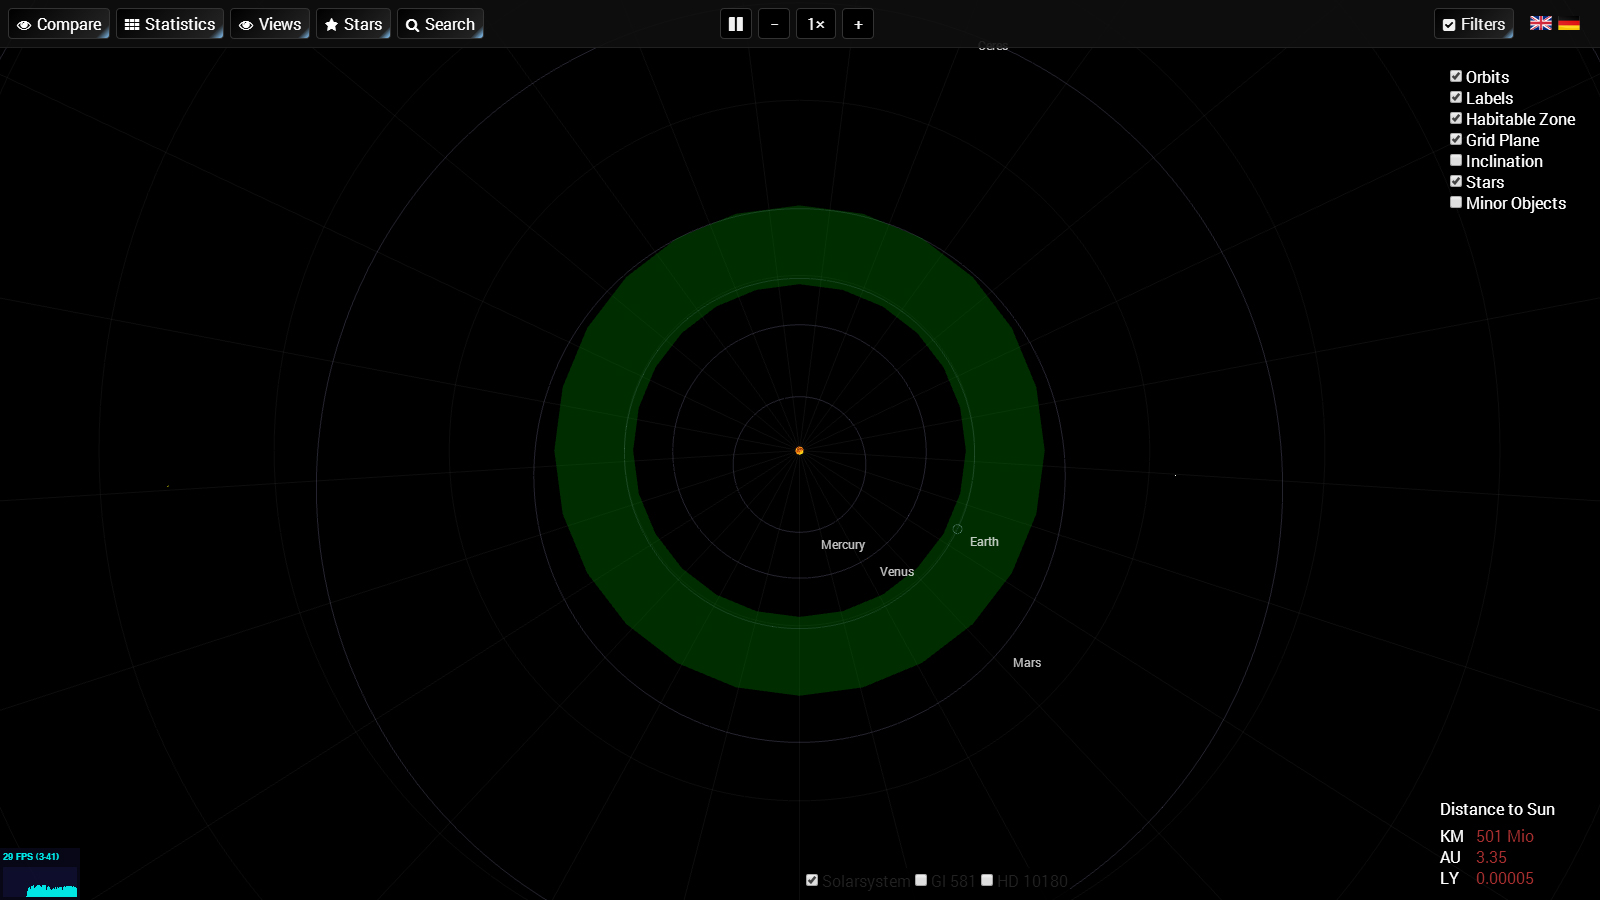 Compare Statistics Views Stars Search 1× Filters
Ceres
Orbits
Labels
Habitable Zone
Grid Plane
Inclination
Stars
Minor Objects
Earth
Mercury
Venus
Mars
Distance to Sun
KM 501 Mio
AU 3.35
LY 0.00005
29 FPS (3-41)
Solarsystem Gl 581 HD 10180